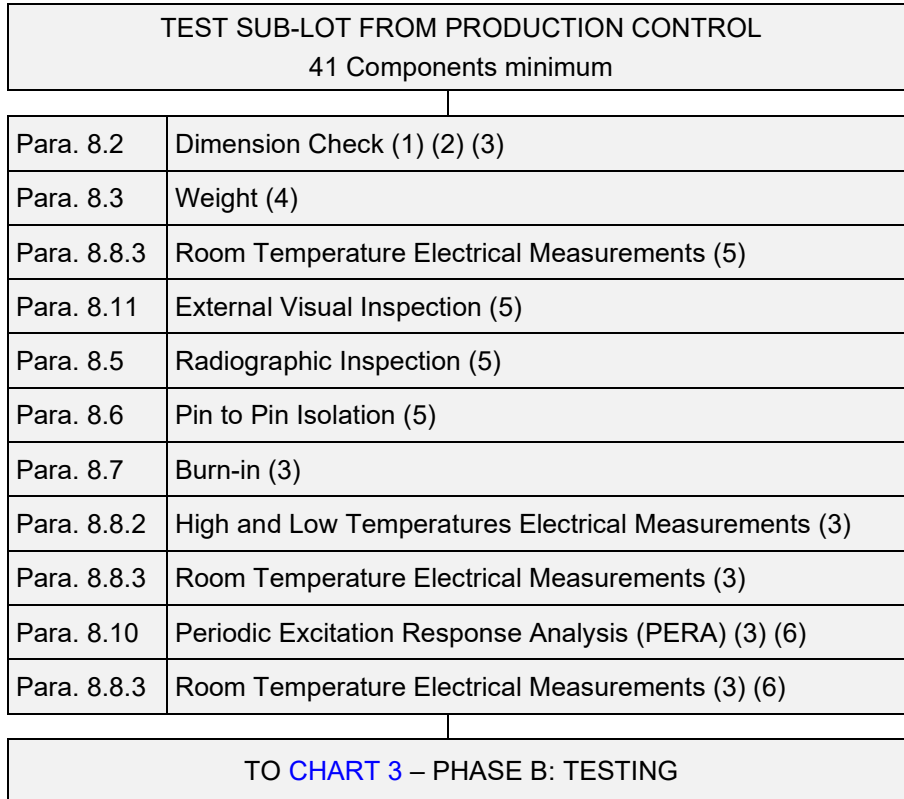 TEST SUB-LOT FROM PRODUCTION CONTROL
41 Components minimum
Para. 8.2 Dimension Check (1) (2) (3)
Para. 8.3 Weight (4)
Para. 8.8.3 Room Temperature Electrical Measurements (5)
Para. 8.11 External Visual Inspection (5)
Para. 8.5 Radiographic Inspection (5)
Para. 8.6 Pin to Pin Isolation (5)
Para. 8.7 Burn-in (3)
Para. 8.8.2 High and Low Temperatures Electrical Measurements (3)
Para. 8.8.3 Room Temperature Electrical Measurements (3)
Para. 8.10 Periodic Excitation Response Analysis (PERA) (3) (6)
Para. 8.8.3 Room Temperature Electrical Measurements (3) (6)
TO CHART 3 – PHASE B: TESTING